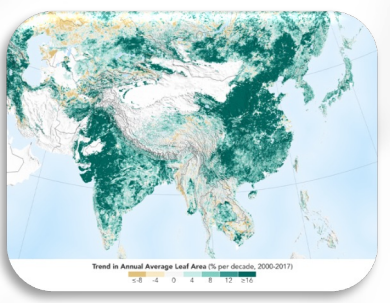 Trend in Annual Average Leaf Area (% per decade, 2000-2017)
≤-8 -4 0 4 8 12 ≥16